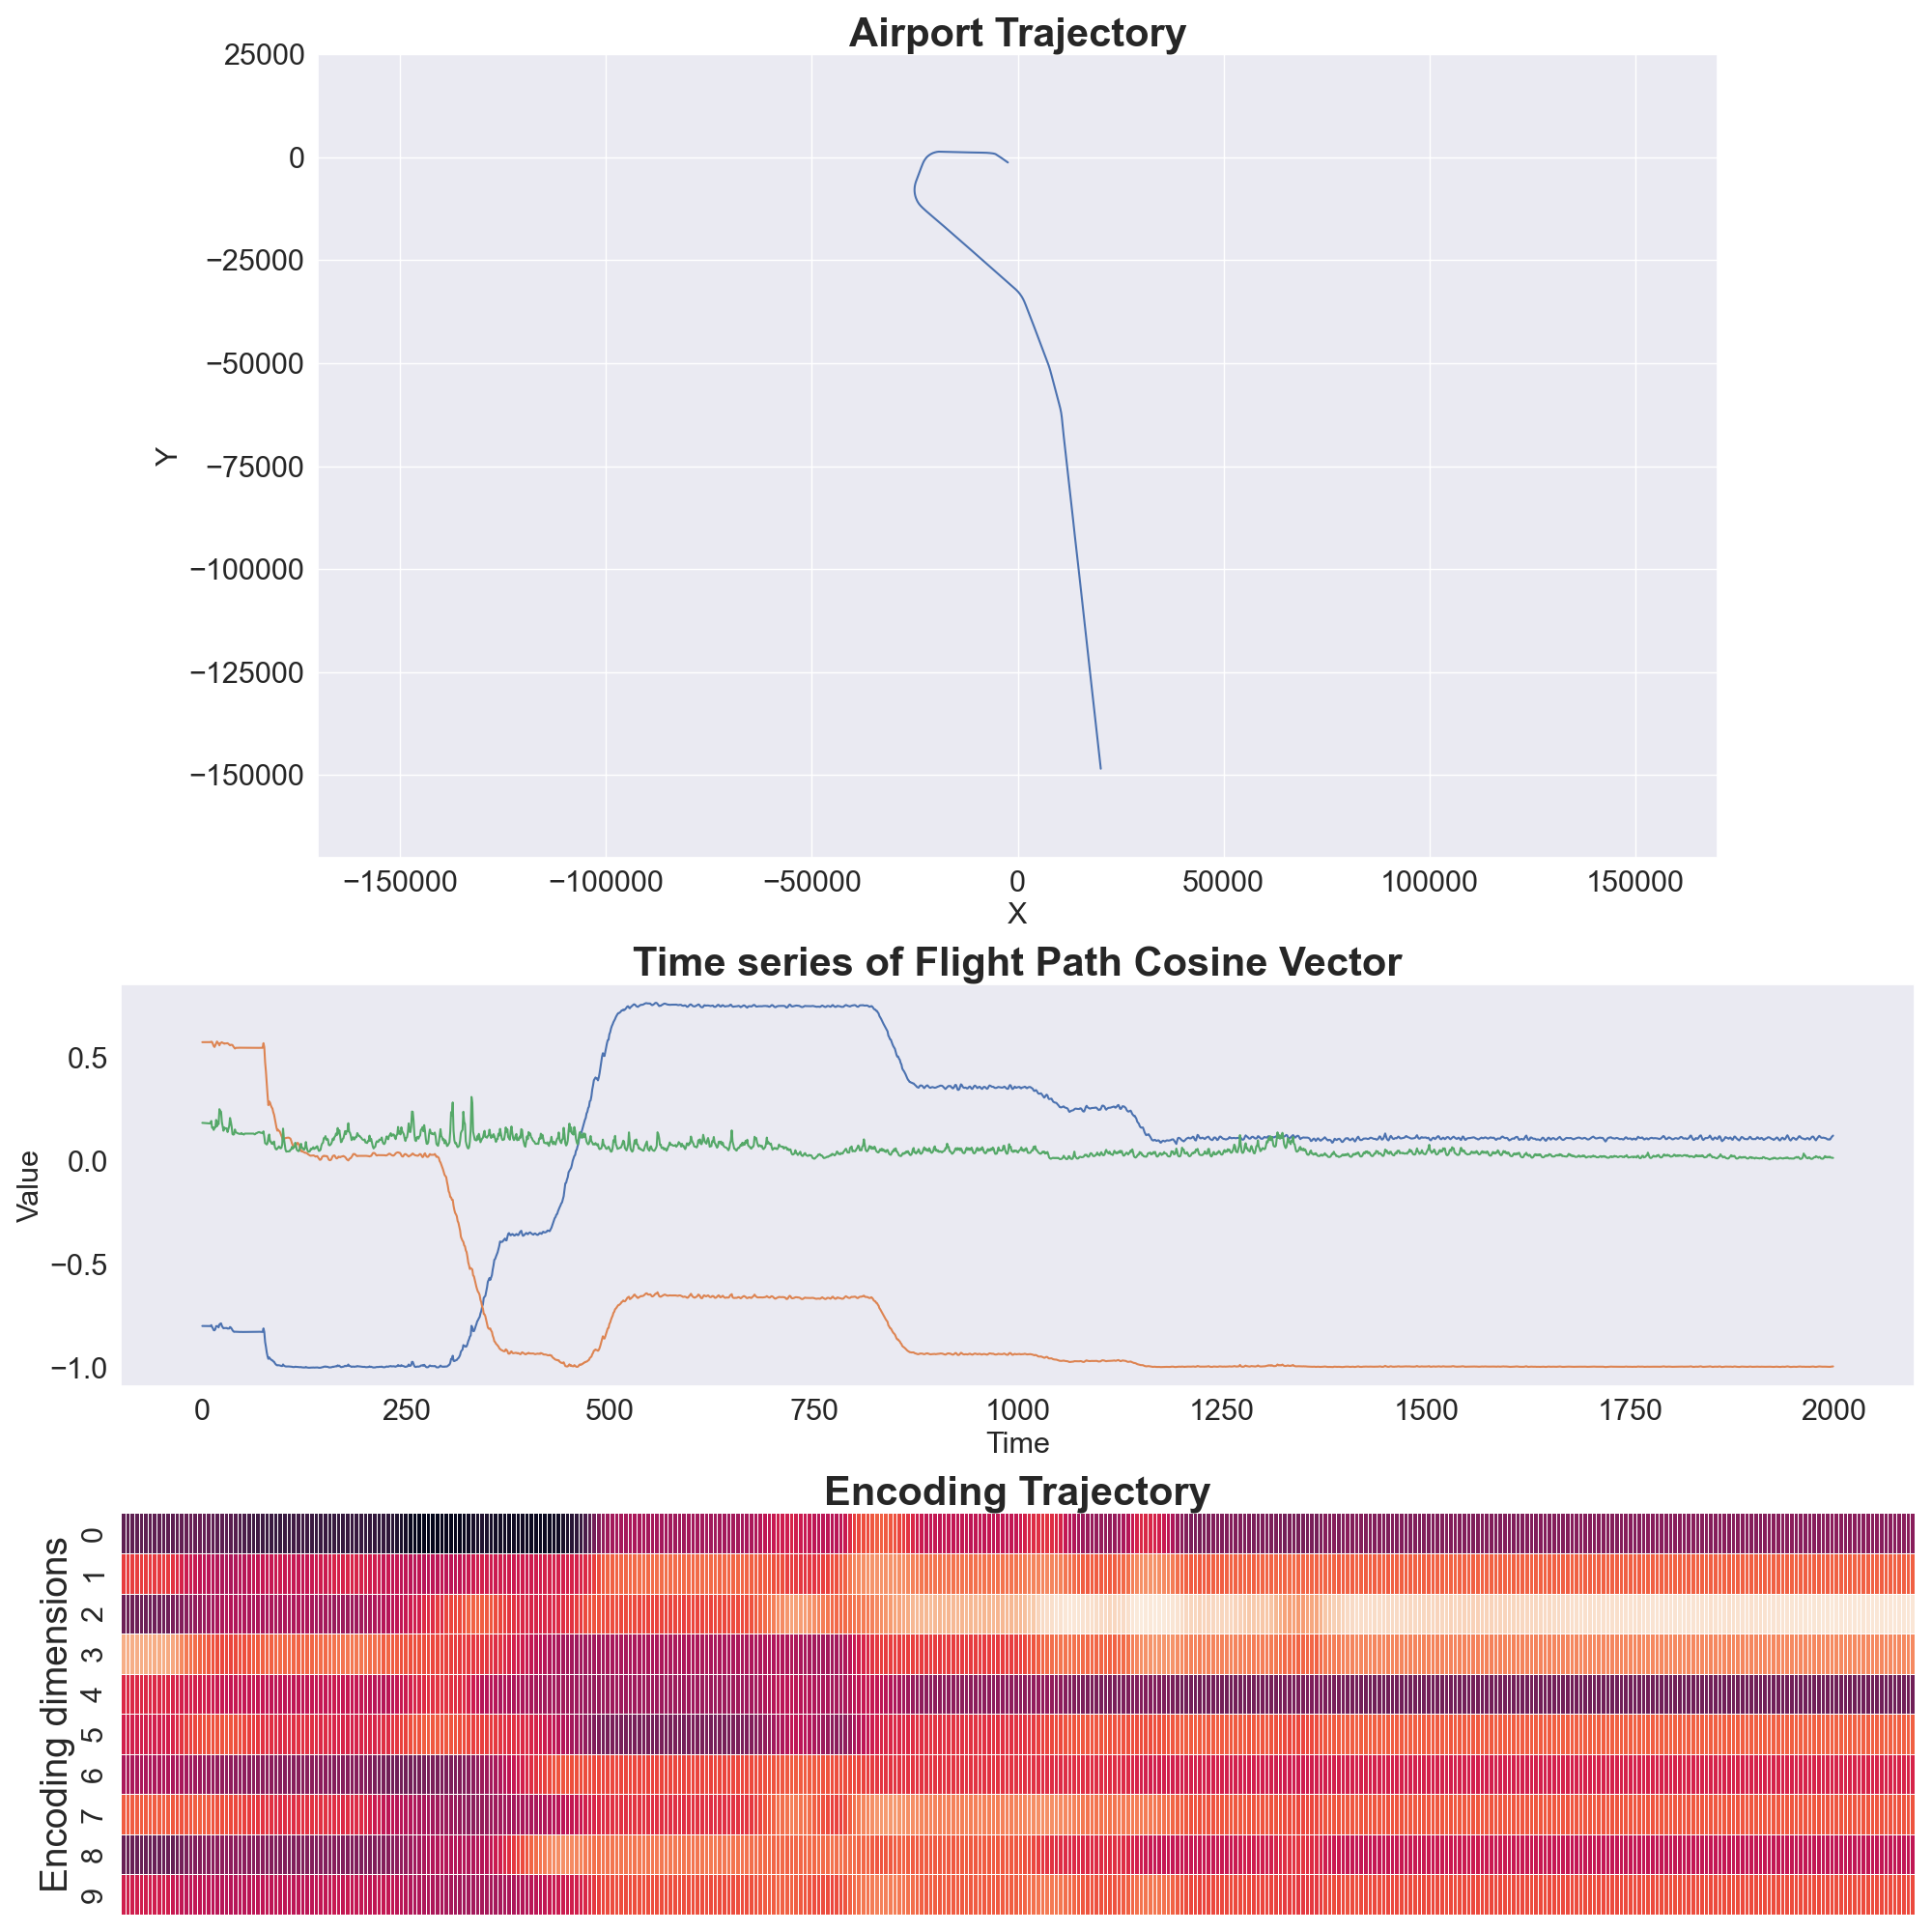 Airport Trajectory
25000
0
−25000
−50000
−75000
−100000
−125000
−150000
Y
−150000 −100000 −50000 0 50000 100000 150000
X
Time series of Flight Path Cosine Vector
0.5
0.0
−0.5
−1.0
Value
0 250 500 750 1000 1250 1500 1750 2000
Time
Encoding Trajectory
Encoding dimensions
0
1
2
3
4
5
6
7
8
9